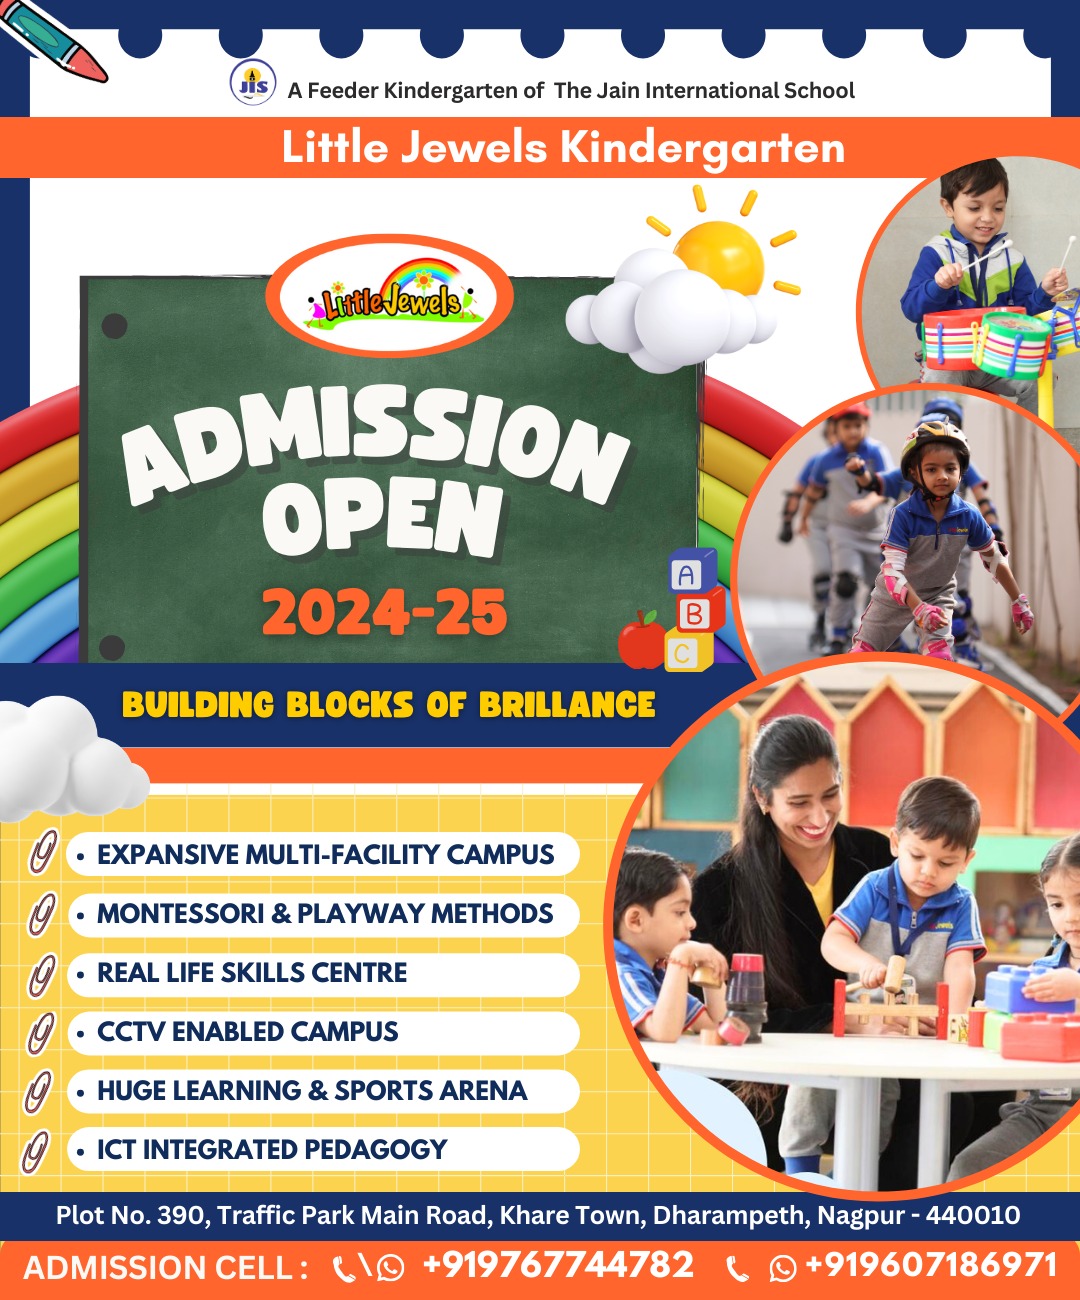 JIS
A Feeder Kindergarten of The Jain International School
Little Jewels Kindergarten
Little Jewels
ADMISSION
OPEN
2024-25
A
B
C
BUILDING BLOCKS OF BRILLANCE
• EXPANSIVE MULTI-FACILITY CAMPUS
• MONTESSORI & PLAYWAY METHODS
• REAL LIFE SKILLS CENTRE
• CCTV ENABLED CAMPUS
• HUGE LEARNING & SPORTS ARENA
• ICT INTEGRATED PEDAGOGY
Plot No. 390, Traffic Park Main Road, Khare Town, Dharampeth, Nagpur - 440010
ADMISSION CELL : \ +919767744782 +919607186971